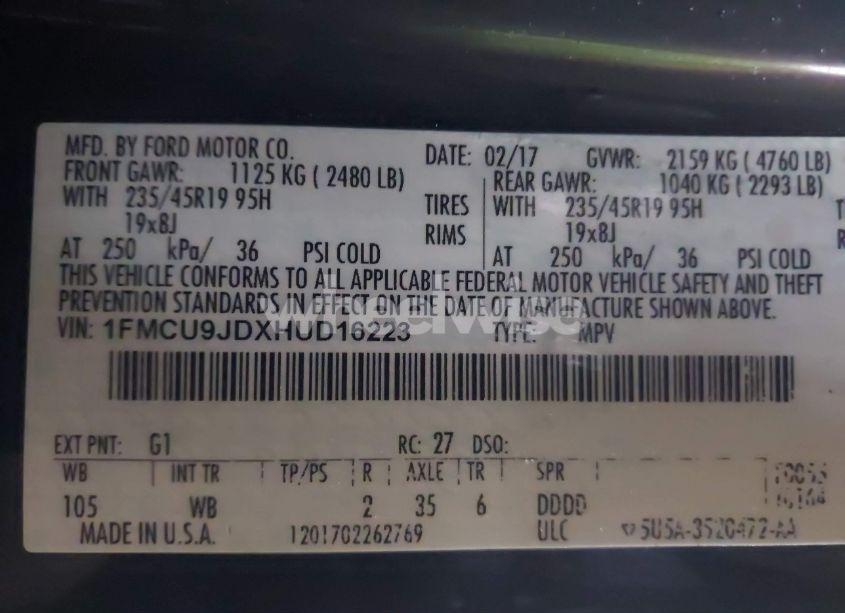 MFD. BY FORD MOTOR CO. DATE: 02/17 GVWR: 2159 KG ( 4760 LB)
FRONT GAWR: 1125 KG ( 2480 LB) REAR GAWR: 1040 KG ( 2293 LB)
WITH 235/45R19 95H TIRES WITH 235/45R19 95H T
19x8J RIMS 19x8J R
AT 250 kPa/ 36 PSI COLD AT 250 kPa/ 36 PSI COLD
THIS VEHICLE CONFORMS TO ALL APPLICABLE FEDERAL MOTOR VEHICLE SAFETY AND THEFT
PREVENTION STANDARDS IN EFFECT ON THE DATE OF MANUFACTURE SHOWN ABOVE.
VIN: 1FMCU9JDXHUD16223 TYPE: MPV
EXT PNT: G1 RC: 27 DSO:
WB INT TR TP/PS R AXLE TR SPR
105 WB 2 35 6 DDDD
MADE IN U.S.A. 1201702262769 ULC